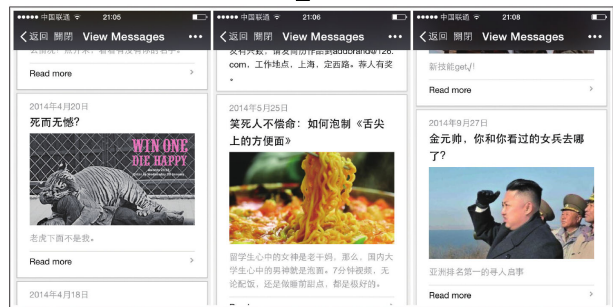 中国联通 21:05
返回 關閉 View Messages
Read more
2014年4月20日
死而无憾?
WIN ONE
DIE HAPPY
老虎下面不是我。
Read more
2014年4月18日
中国联通 21:06
返回 關閉 View Messages
com,工作地点,上海,定西路。荐人有奖
。
2014年5月25日
笑死人不偿命:如何泡制《舌尖
上的方便面》
留学生心中的女神是老干妈,那么,国内大
学生心中的男神就是泡面。7分钟视频,无
论配饭,还是做睡前甜点,都是极好的。
中国联通 21:08
返回 關閉 View Messages
新技能get√!
Read more
2014年9月27日
金元帅,你和你看过的女兵去哪
了?
亚洲排名第一的寻人启事
Read more